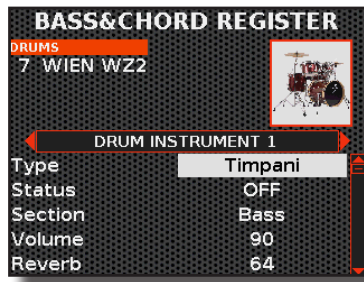 BASS&CHORD REGISTER
DRUMS
7 WIEN WZ2
DRUM INSTRUMENT 1
Type Timpani
Status OFF
Section Bass
Volume 90
Reverb 64